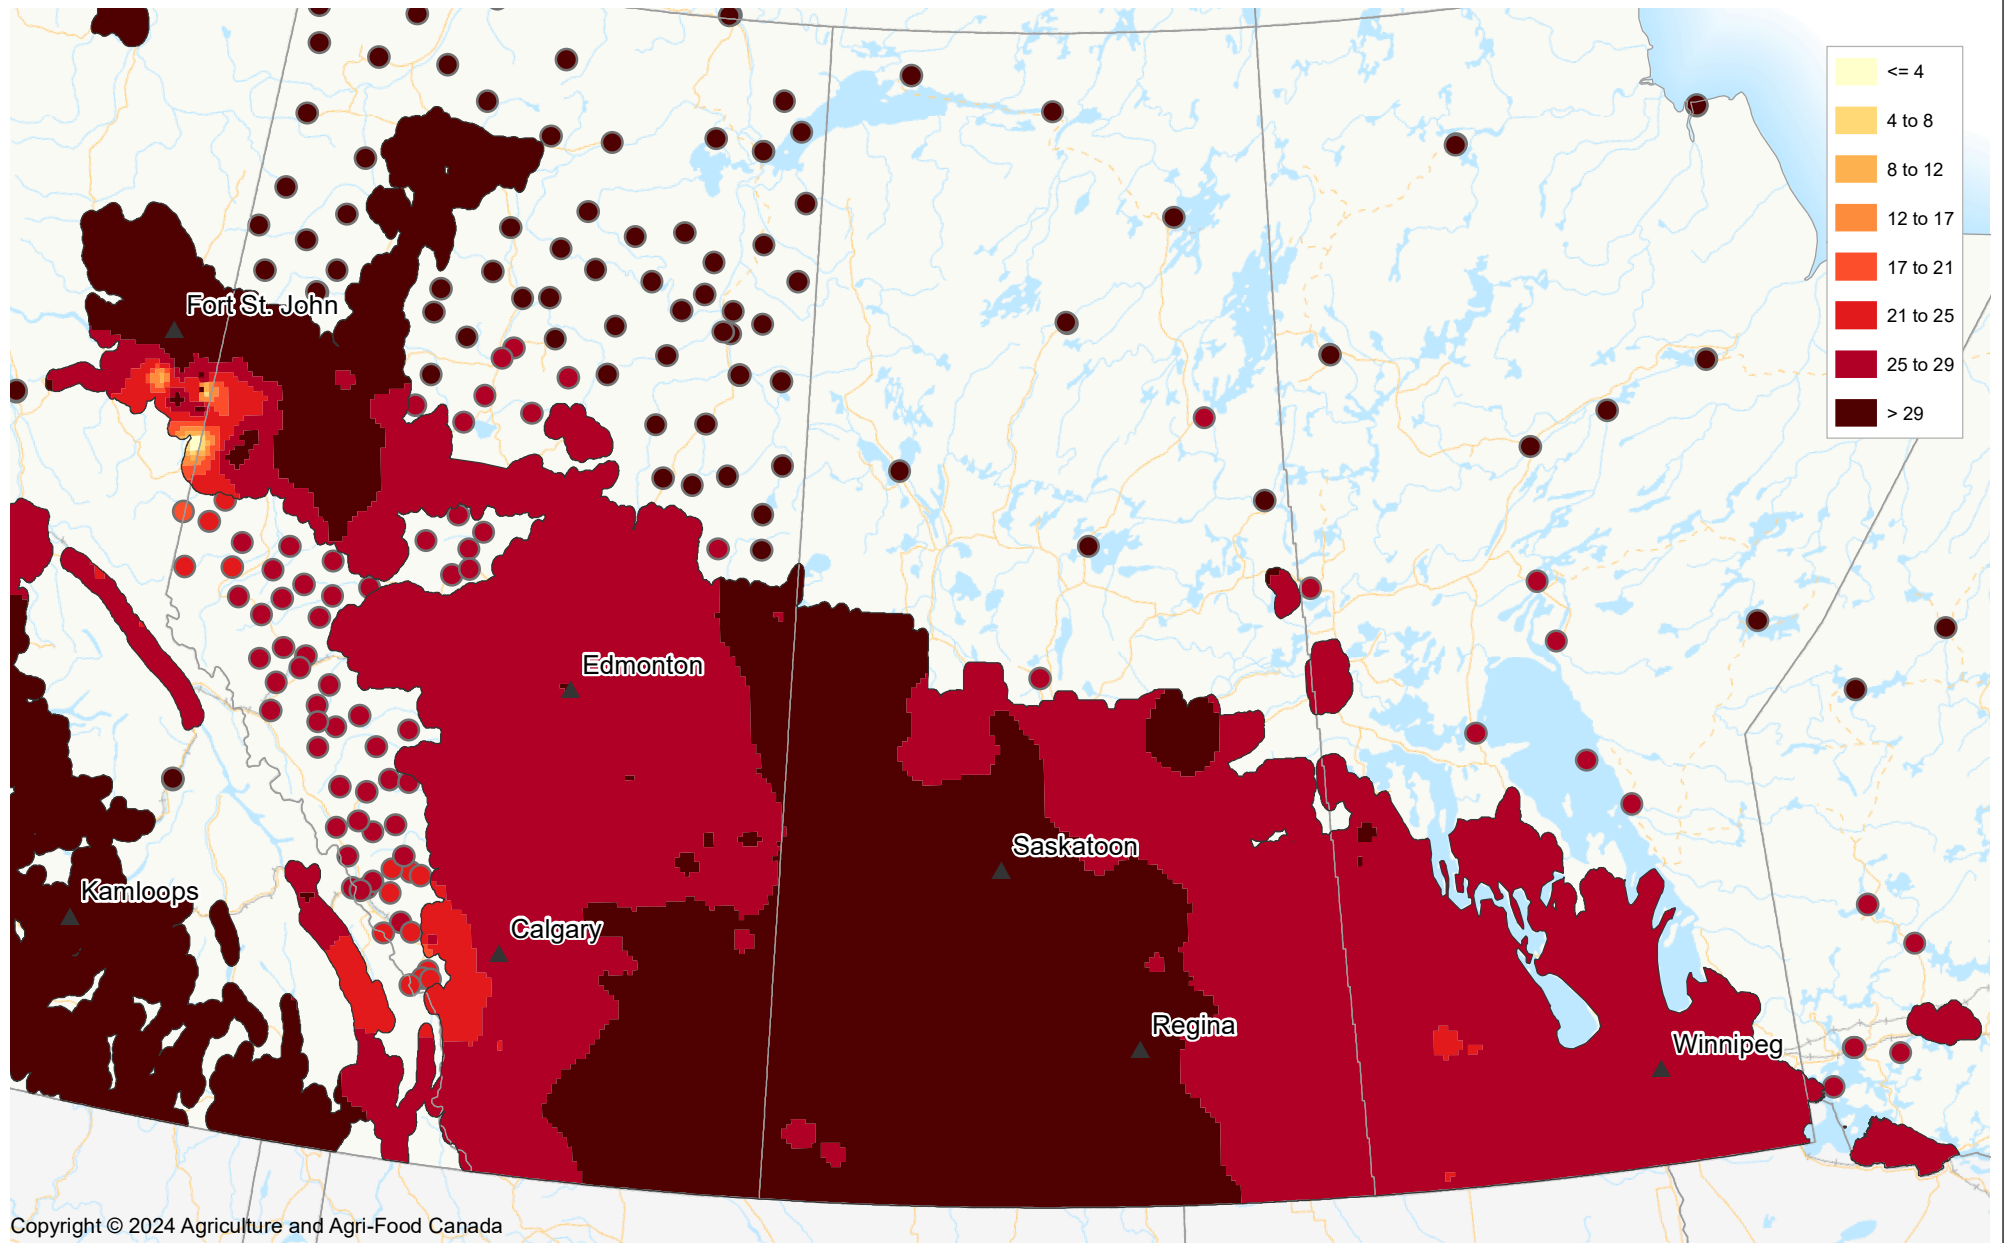 <= 4
4 to 8
8 to 12
12 to 17
17 to 21
21 to 25
25 to 29
> 29
Fort St. John
Edmonton
Saskatoon
Kamloops
Calgary
Regina
Winnipeg
Copyright © 2024 Agriculture and Agri-Food Canada